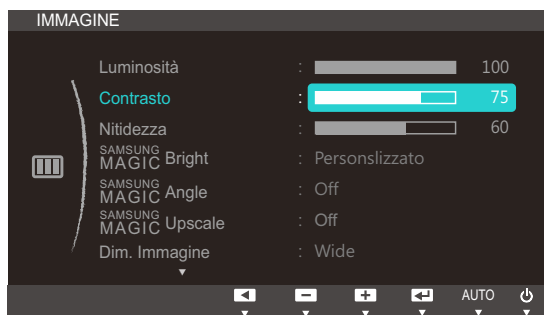 IMMAGINE
Luminosità : 100
Contrasto : 75
Nitidezza : 60
SAMSUNG MAGIC Bright : Personslizzato
SAMSUNG MAGIC Angle : Off
SAMSUNG MAGIC Upscale : Off
Dim. Immagine : Wide
AUTO